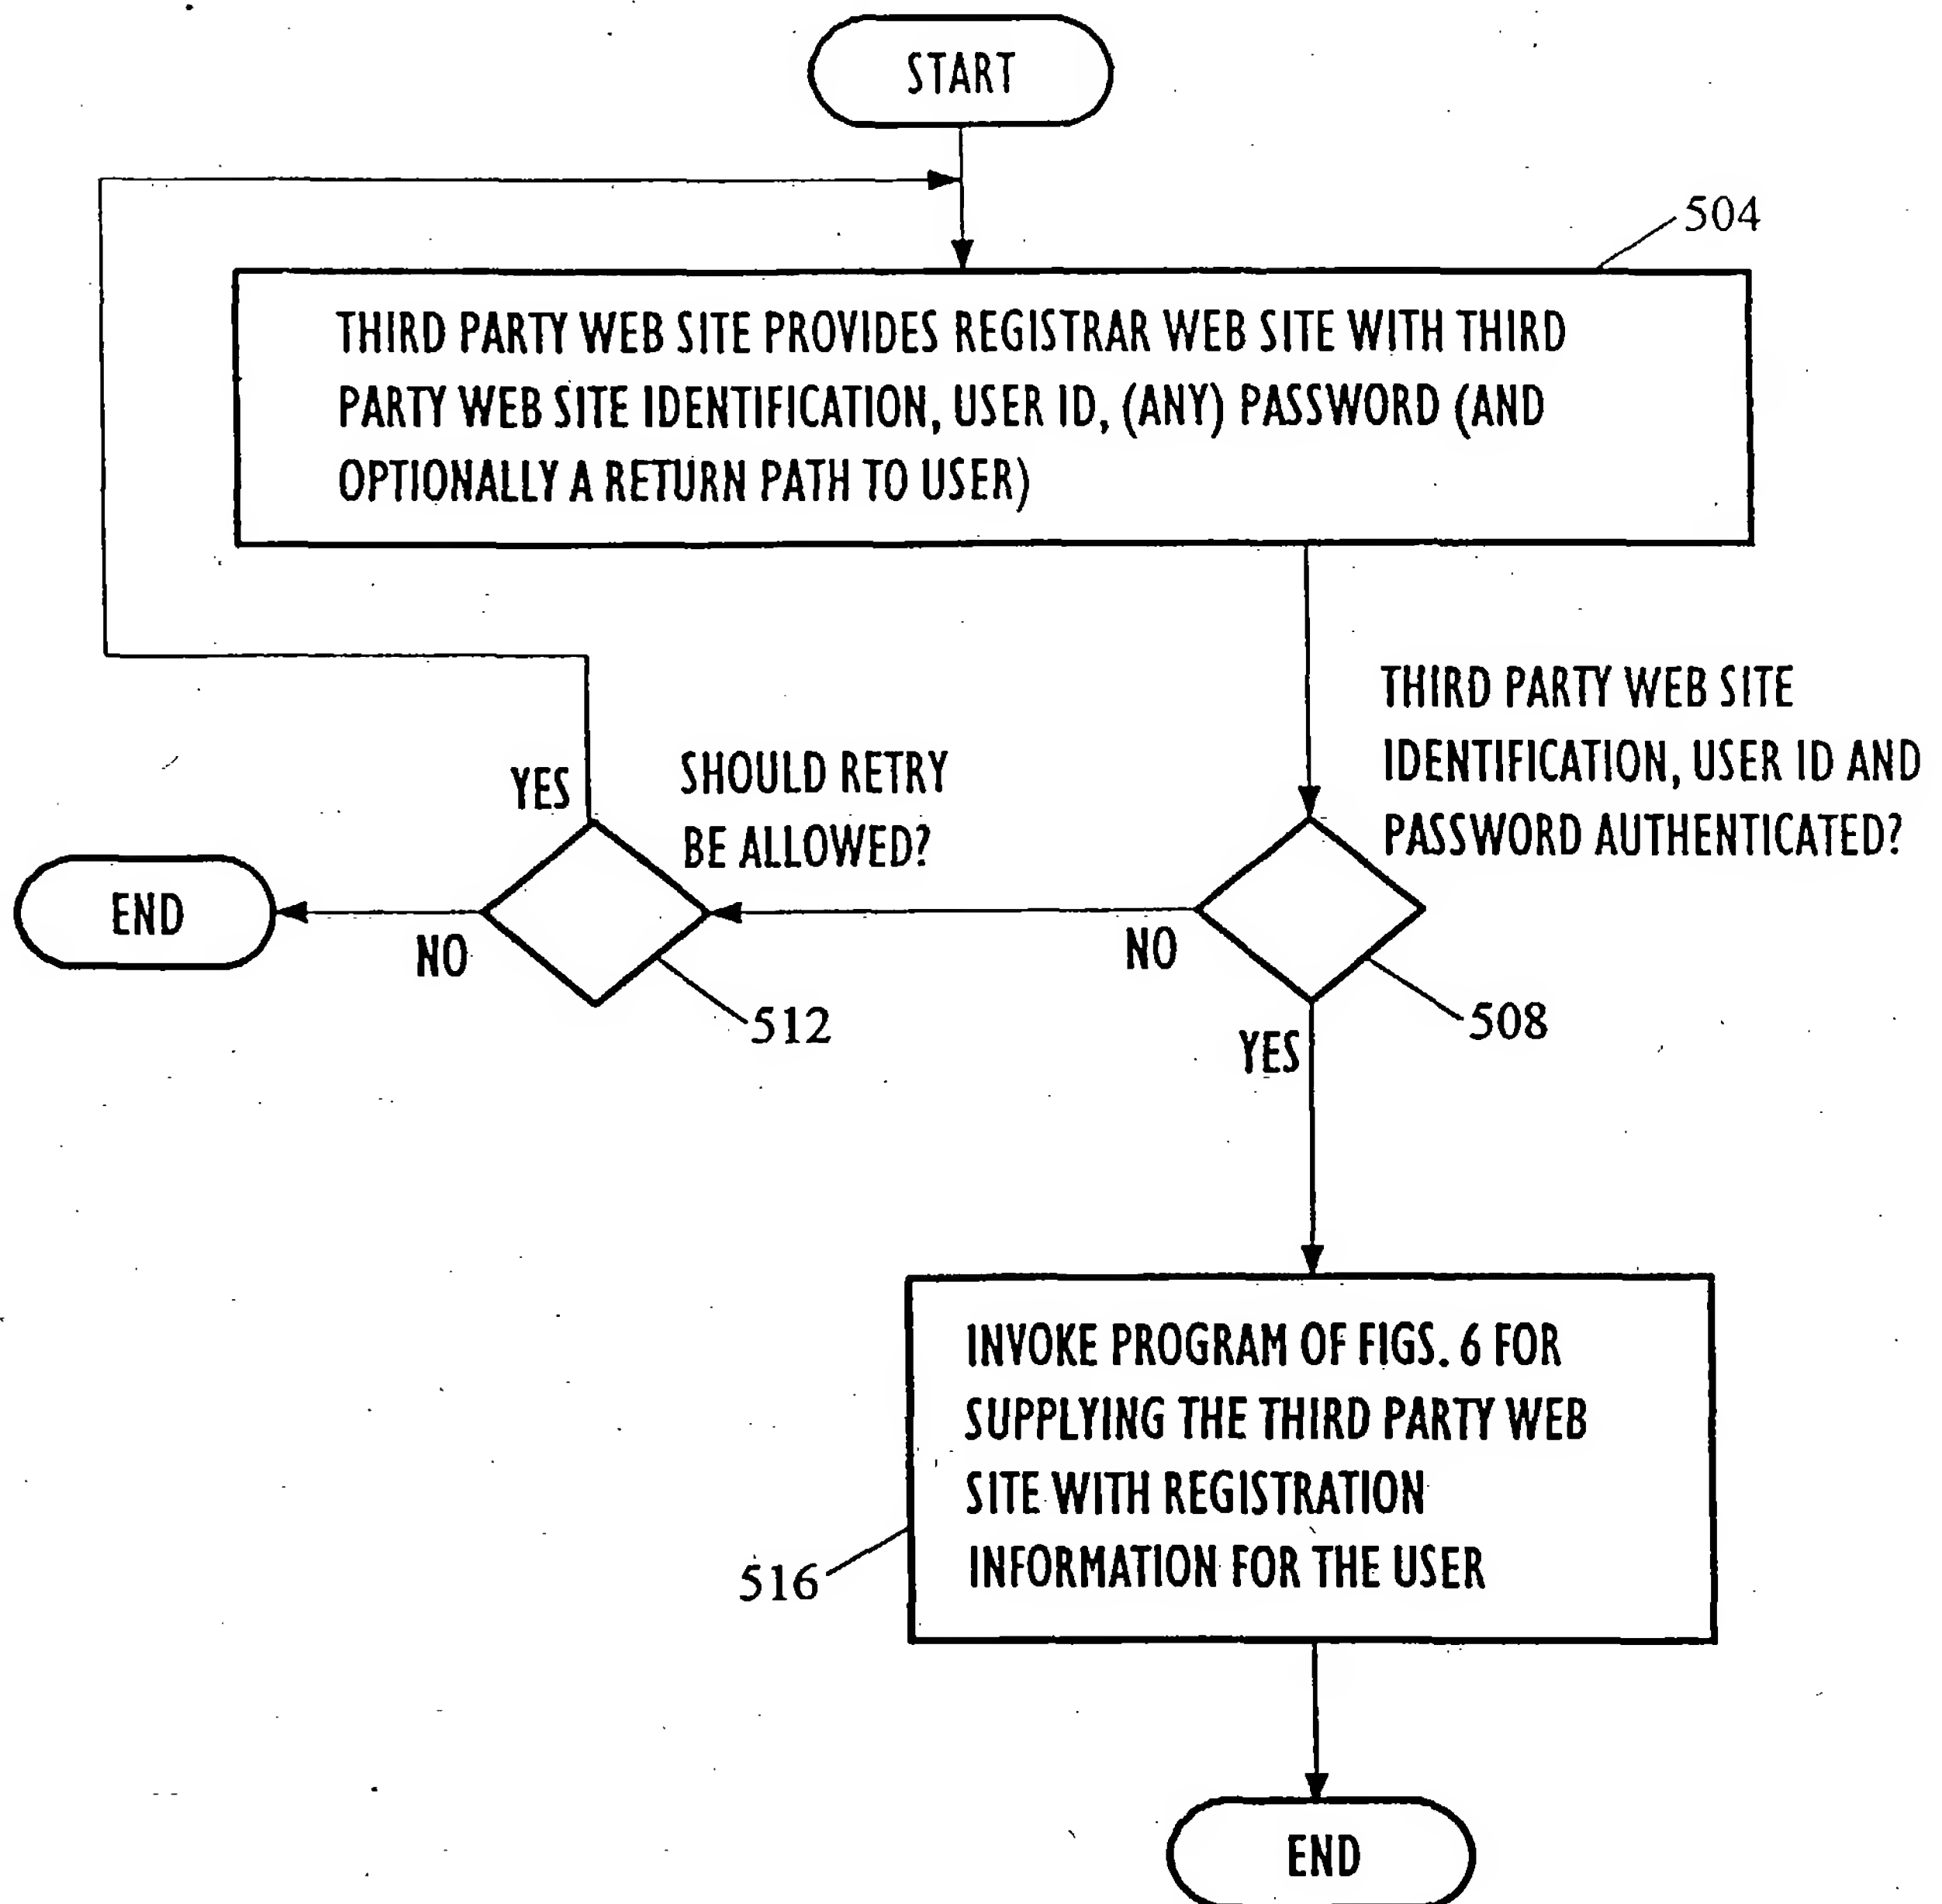 START
504
THIRD PARTY WEB SITE PROVIDES REGISTRAR WEB SITE WITH THIRD
PARTY WEB SITE IDENTIFICATION, USER ID, (ANY) PASSWORD (AND
OPTIONALLY A RETURN PATH TO USER)
THIRD PARTY WEB SITE
IDENTIFICATION, USER ID AND
PASSWORD AUTHENTICATED?
YES
SHOULD RETRY
BE ALLOWED?
END
NO
NO
512
508
YES
INVOKE PROGRAM OF FIGS. 6 FOR
SUPPLYING THE THIRD PARTY WEB
SITE WITH REGISTRATION
INFORMATION FOR THE USER
516
END